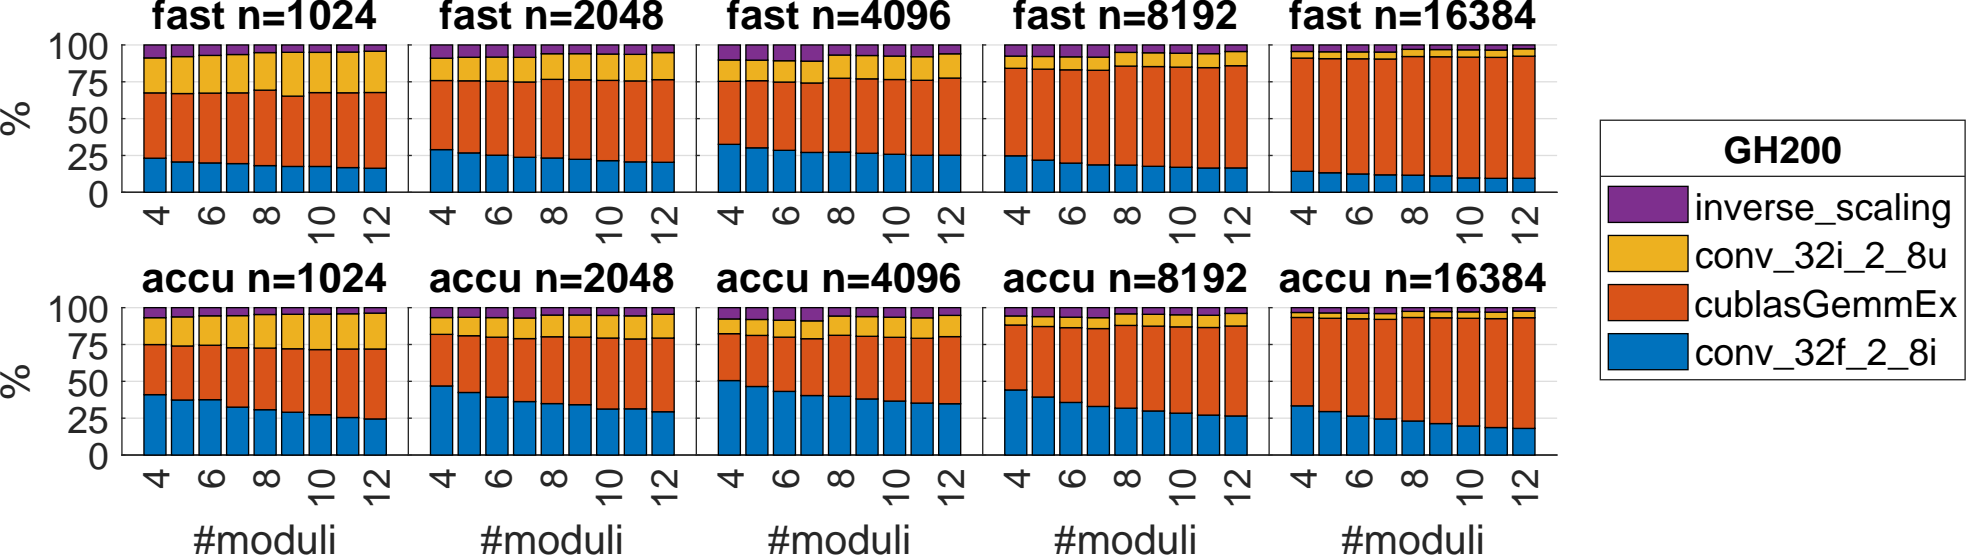 fast n=1024 fast n=2048 fast n=4096 fast n=8192 fast n=16384
100
75
50
25
0
%
4 6 8 10 12 4 6 8 10 12 4 6 8 10 12 4 6 8 10 12 4 6 8 10 12
accu n=1024 accu n=2048 accu n=4096 accu n=8192 accu n=16384
100
75
50
25
0
%
4 6 8 10 12 4 6 8 10 12 4 6 8 10 12 4 6 8 10 12 4 6 8 10 12
#moduli #moduli #moduli #moduli #moduli
GH200
inverse_scaling
conv_32i_2_8u
cublasGemmEx
conv_32f_2_8i